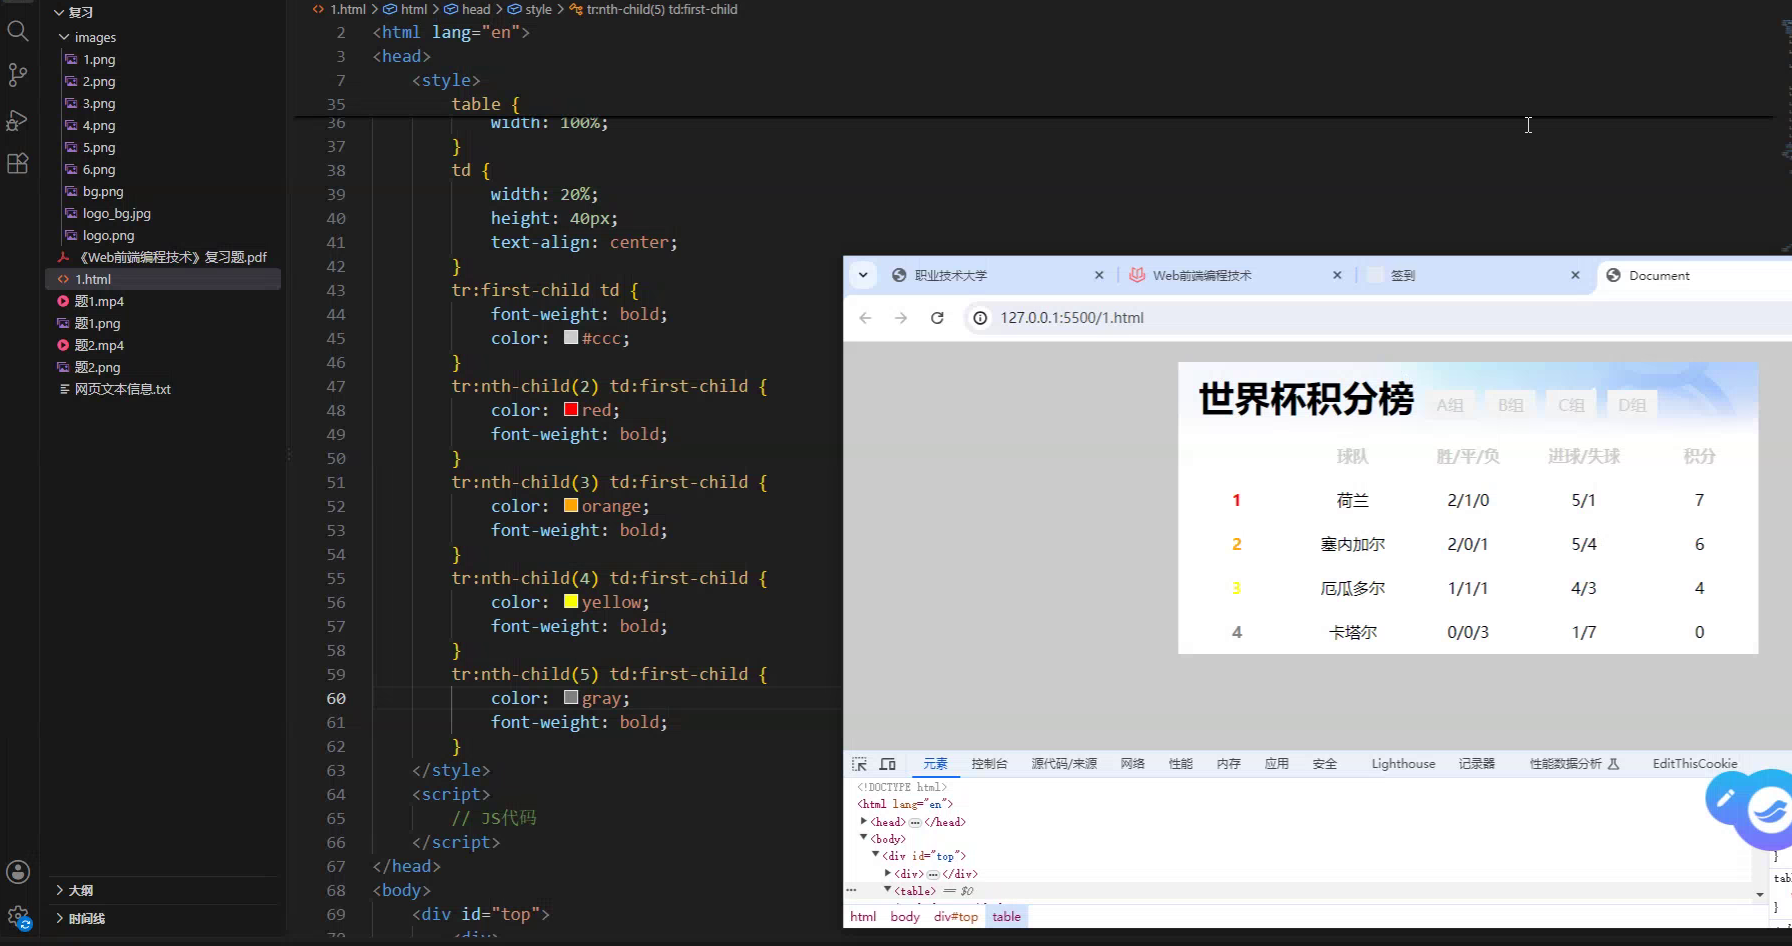 复习
images
1.png
2.png
3.png
4.png
5.png
6.png
bg.png
logo_bg.jpg
logo.png
《Web前端编程技术》复习题.pdf
1.html
题1.mp4
题1.png
题2.mp4
题2.png
网页文本信息.txt
大纲
时间线
1.html > html > head > style > tr:nth-child(5) td:first-child
2 <html lang="en">
3 <head>
7 <style>
35 table {
36 width: 100%;
37 }
38 td {
39 width: 20%;
40 height: 40px;
41 text-align: center;
42 }
43 tr:first-child td {
44 font-weight: bold;
45 color: #ccc;
46 }
47 tr:nth-child(2) td:first-child {
48 color: red;
49 font-weight: bold;
50 }
51 tr:nth-child(3) td:first-child {
52 color: orange;
53 font-weight: bold;
54 }
55 tr:nth-child(4) td:first-child {
56 color: yellow;
57 font-weight: bold;
58 }
59 tr:nth-child(5) td:first-child {
60 color: gray;
61 font-weight: bold;
62 }
63 </style>
64 <script>
65 // JS代码
66 </script>
67 </head>
68 <body>
69 <div id="top">
70 <div>
职业技术大学 Web前端编程技术 签到 Document
127.0.0.1:5500/1.html
世界杯积分榜 A组 B组 C组 D组
球队 胜/平/负 进球/失球 积分
1 荷兰 2/1/0 5/1 7
2 塞内加尔 2/0/1 5/4 6
3 厄瓜多尔 1/1/1 4/3 4
4 卡塔尔 0/0/3 1/7 0
元素 控制台 源代码/来源 网络 性能 内存 应用 安全 Lighthouse 记录器 性能数据分析 EditThisCookie
<!DOCTYPE html>
<html lang="en">
<head> ... </head>
<body>
<div id="top">
<div> ... </div>
... <table> == $0
html body div#top table
}
tab
}